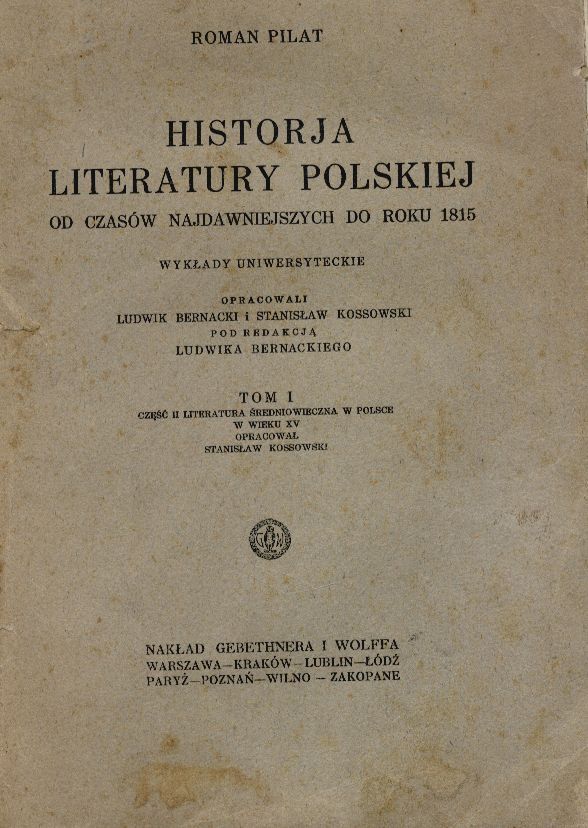 ROMAN PILAT
HISTORJA
LITERATURY POLSKIEJ
OD CZASÓW NAJDAWNIEJSZYCH DO ROKU 1815
WYKŁADY UNIWERSYTECKIE
OPRACOWALI
LUDWIK BERNACKI i STANISŁAW KOSSOWSKI
POD REDAKCJĄ
LUDWIKA BERNACKIEGO
TOM I
CZĘŚĆ II LITERATURA ŚREDNIOWIECZNA W POLSCE
W WIEKU XV
OPRACOWAŁ
STANISŁAW KOSSOWSKI
G W
NAKŁAD GEBETHNERA I WOLFFA
WARSZAWA—KRAKÓW—LUBLIN—ŁÓDŹ
PARYŻ—POZNAŃ—WILNO — ZAKOPANE